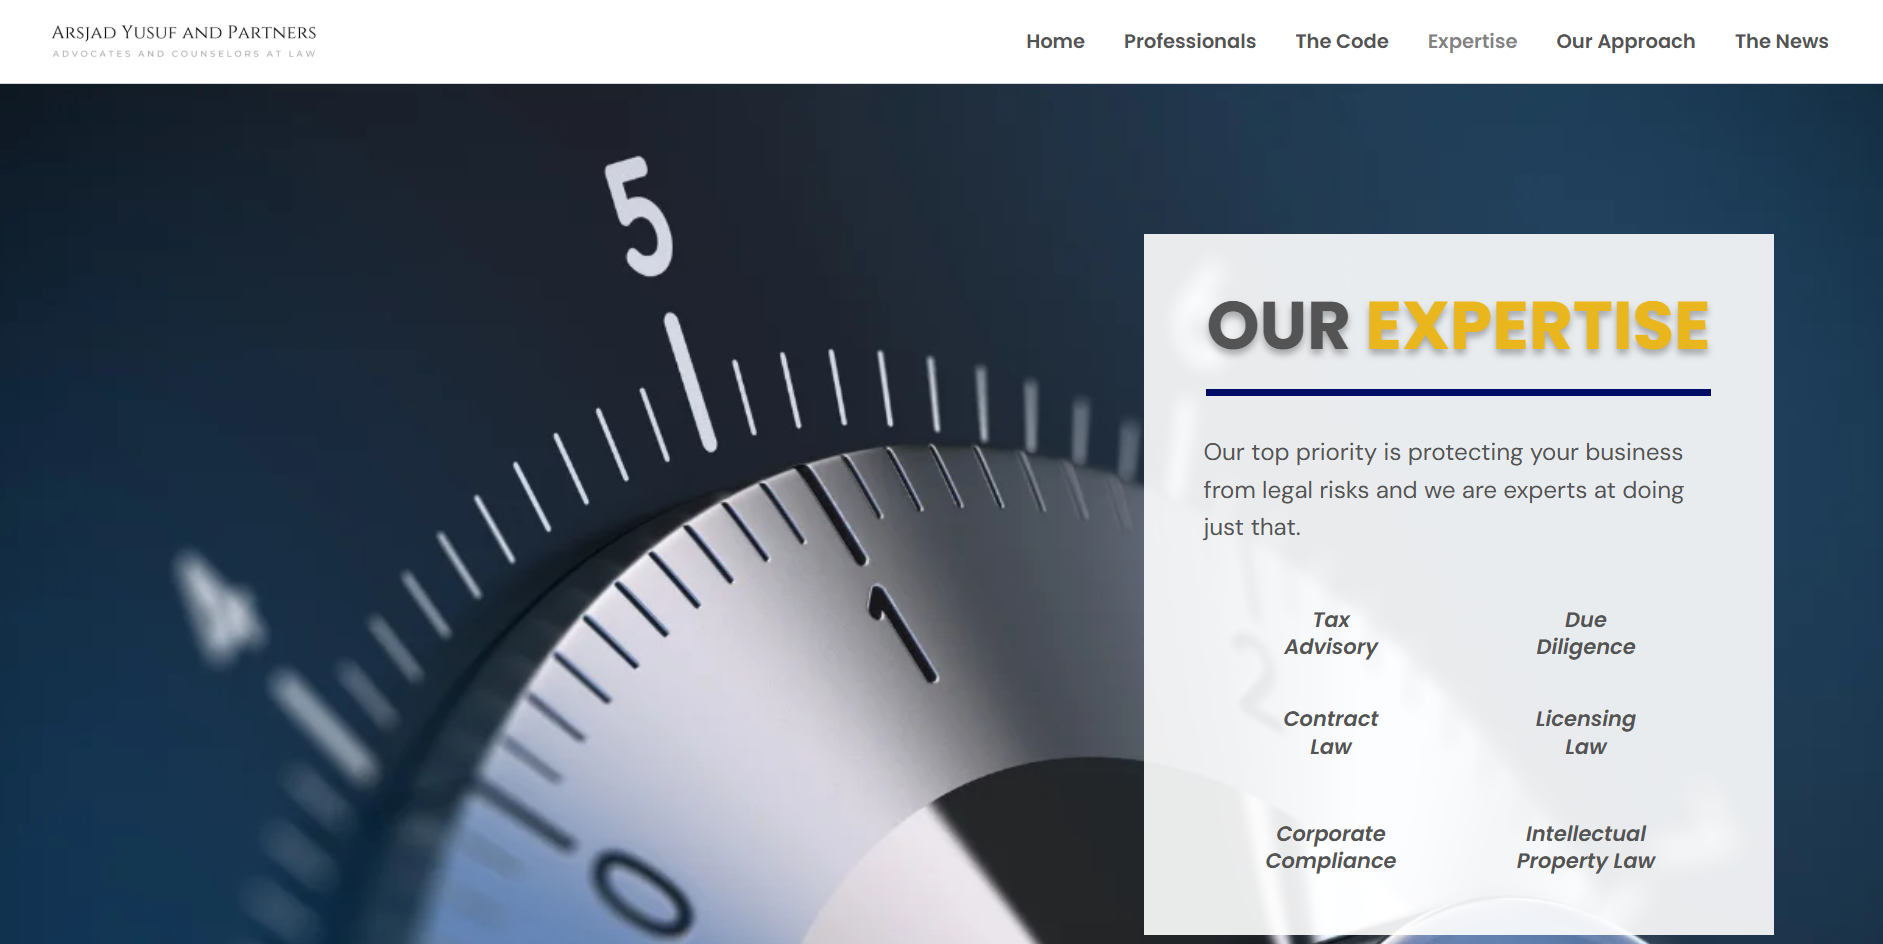 ARSJAD YUSUF AND PARTNERS
ADVOCATES AND COUNSELORS AT LAW
Home
Professionals
The Code
Expertise
Our Approach
The News
5
4
1
0
2
OUR EXPERTISE
Our top priority is protecting your business
from legal risks and we are experts at doing
just that.
Tax
Advisory
Due
Diligence
Contract
Law
Licensing
Law
Corporate
Compliance
Intellectual
Property Law